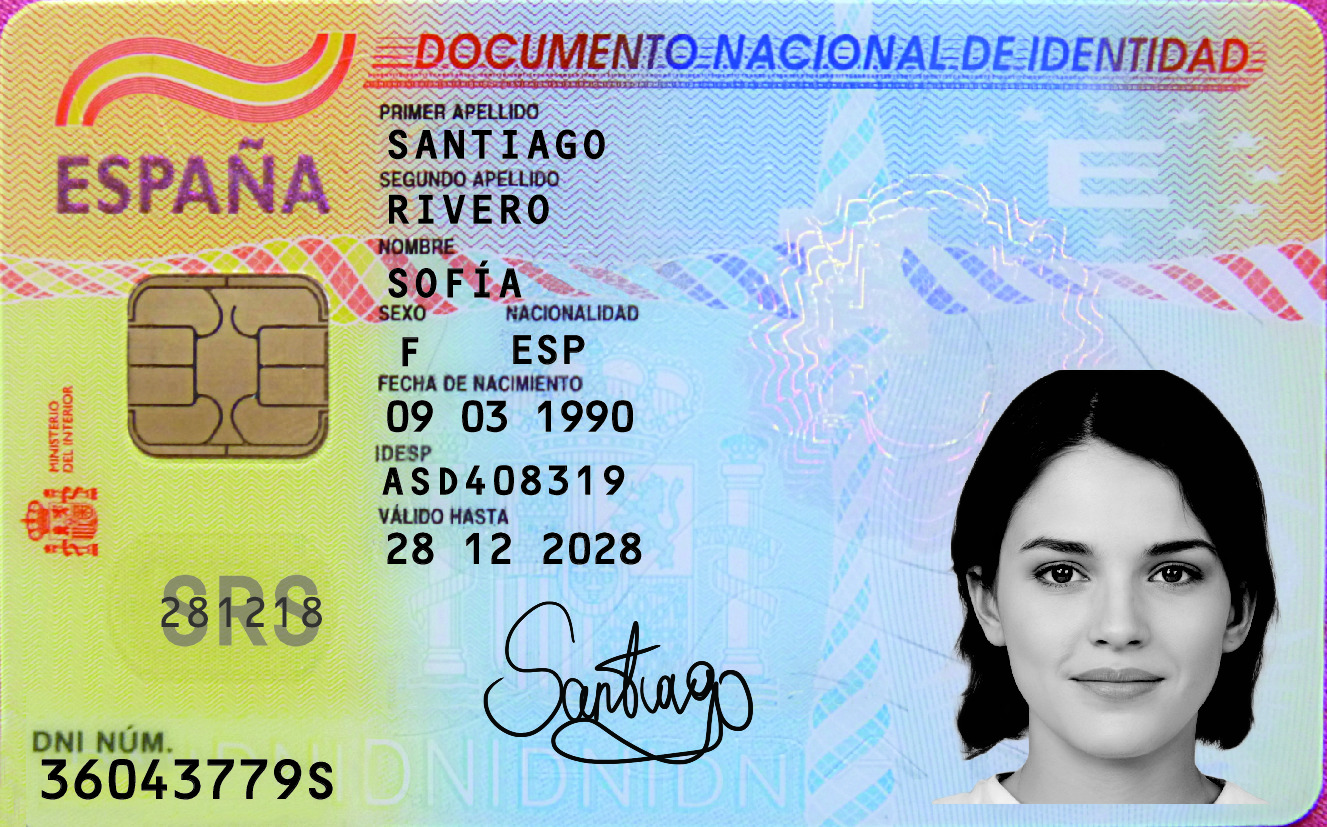 DOCUMENTO NACIONAL DE IDENTIDAD
ESPAÑA
PRIMER APELLIDO
SANTIAGO
SEGUNDO APELLIDO
RIVERO
NOMBRE
SOFÍA
SEXO NACIONALIDAD
F ESP
FECHA DE NACIMIENTO
09 03 1990
IDESP
ASD408319
VÁLIDO HASTA
28 12 2028
MINISTERIO
DEL INTERIOR
SRS
281218
Santiago
DNI NÚM.
36043779S
E
DNIDNIDNIDNI